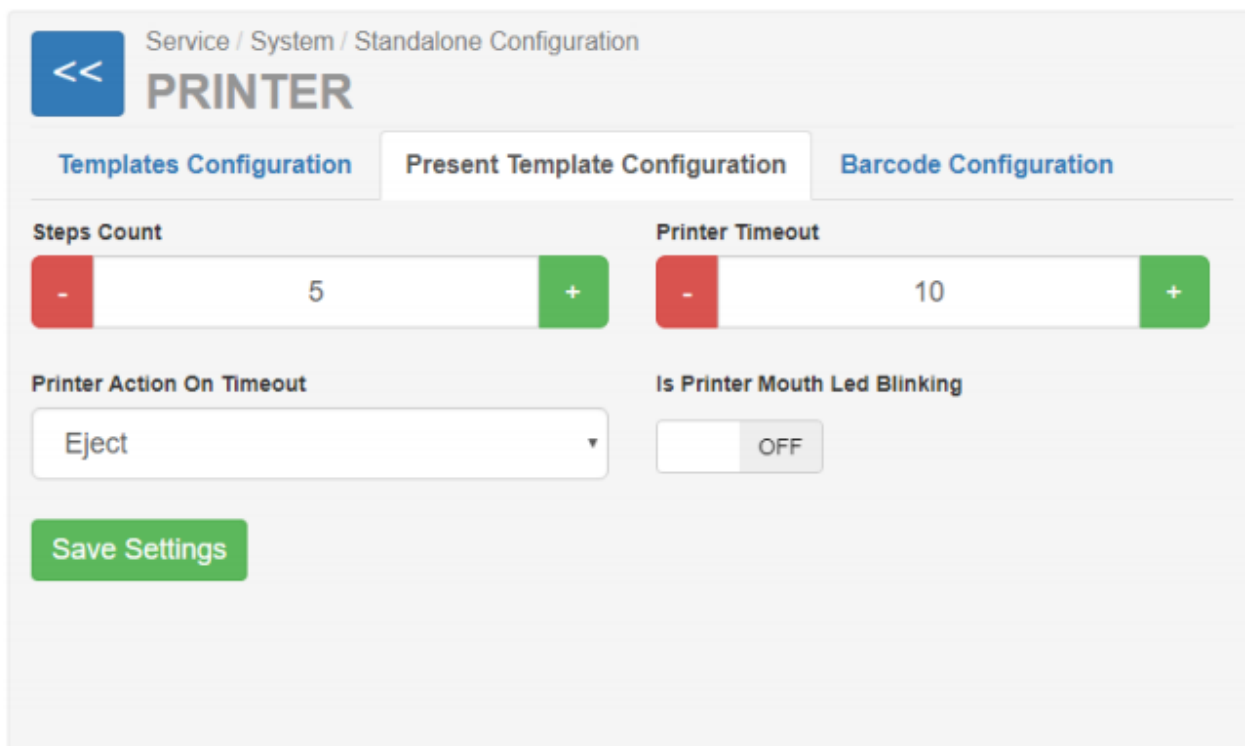 <<
Service / System / Standalone Configuration
PRINTER
Templates Configuration
Present Template Configuration
Barcode Configuration
Steps Count
Printer Timeout
- 5 +
- 10 +
Printer Action On Timeout
Is Printer Mouth Led Blinking
Eject
OFF
Save Settings